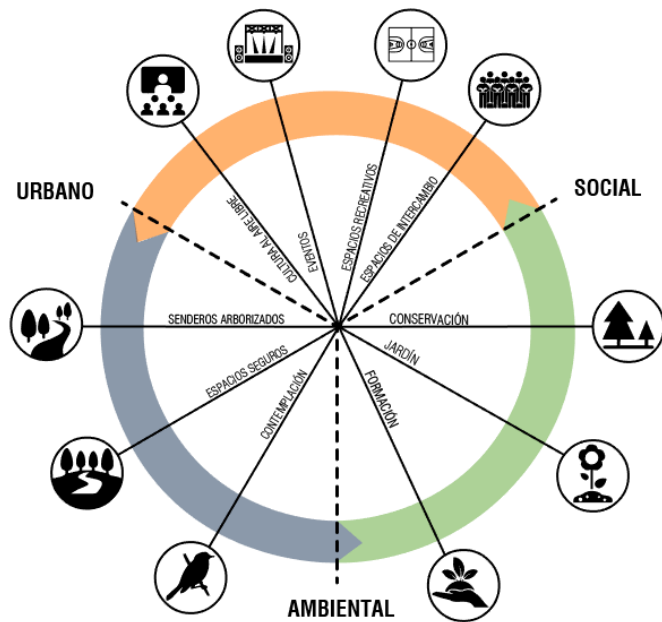 URBANO
SOCIAL
CULTURA AL AIRE LIBRE
EVENTOS
ESPACIOS RECREATIVOS
ESPACIOS DE INTERCAMBIO
SENDEROS ARBORIZADOS
CONSERVACIÓN
ESPACIOS SEGUROS
JARDÍN
CONTEMPLACIÓN
FORMACIÓN
AMBIENTAL